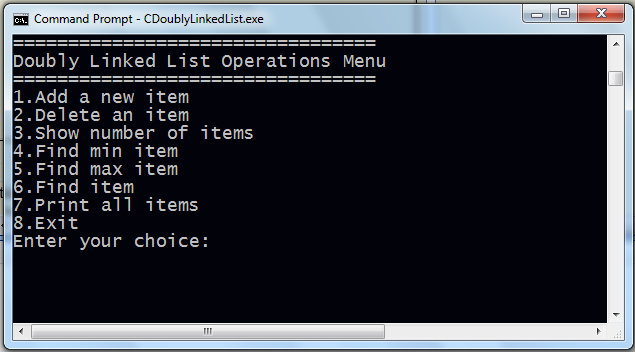 Command Prompt - CDoublyLinkedList.exe
==================================
Doubly Linked List Operations Menu
==================================
1.Add a new item
2.Delete an item
3.Show number of items
4.Find min item
5.Find max item
6.Find item
7.Print all items
8.Exit
Enter your choice: